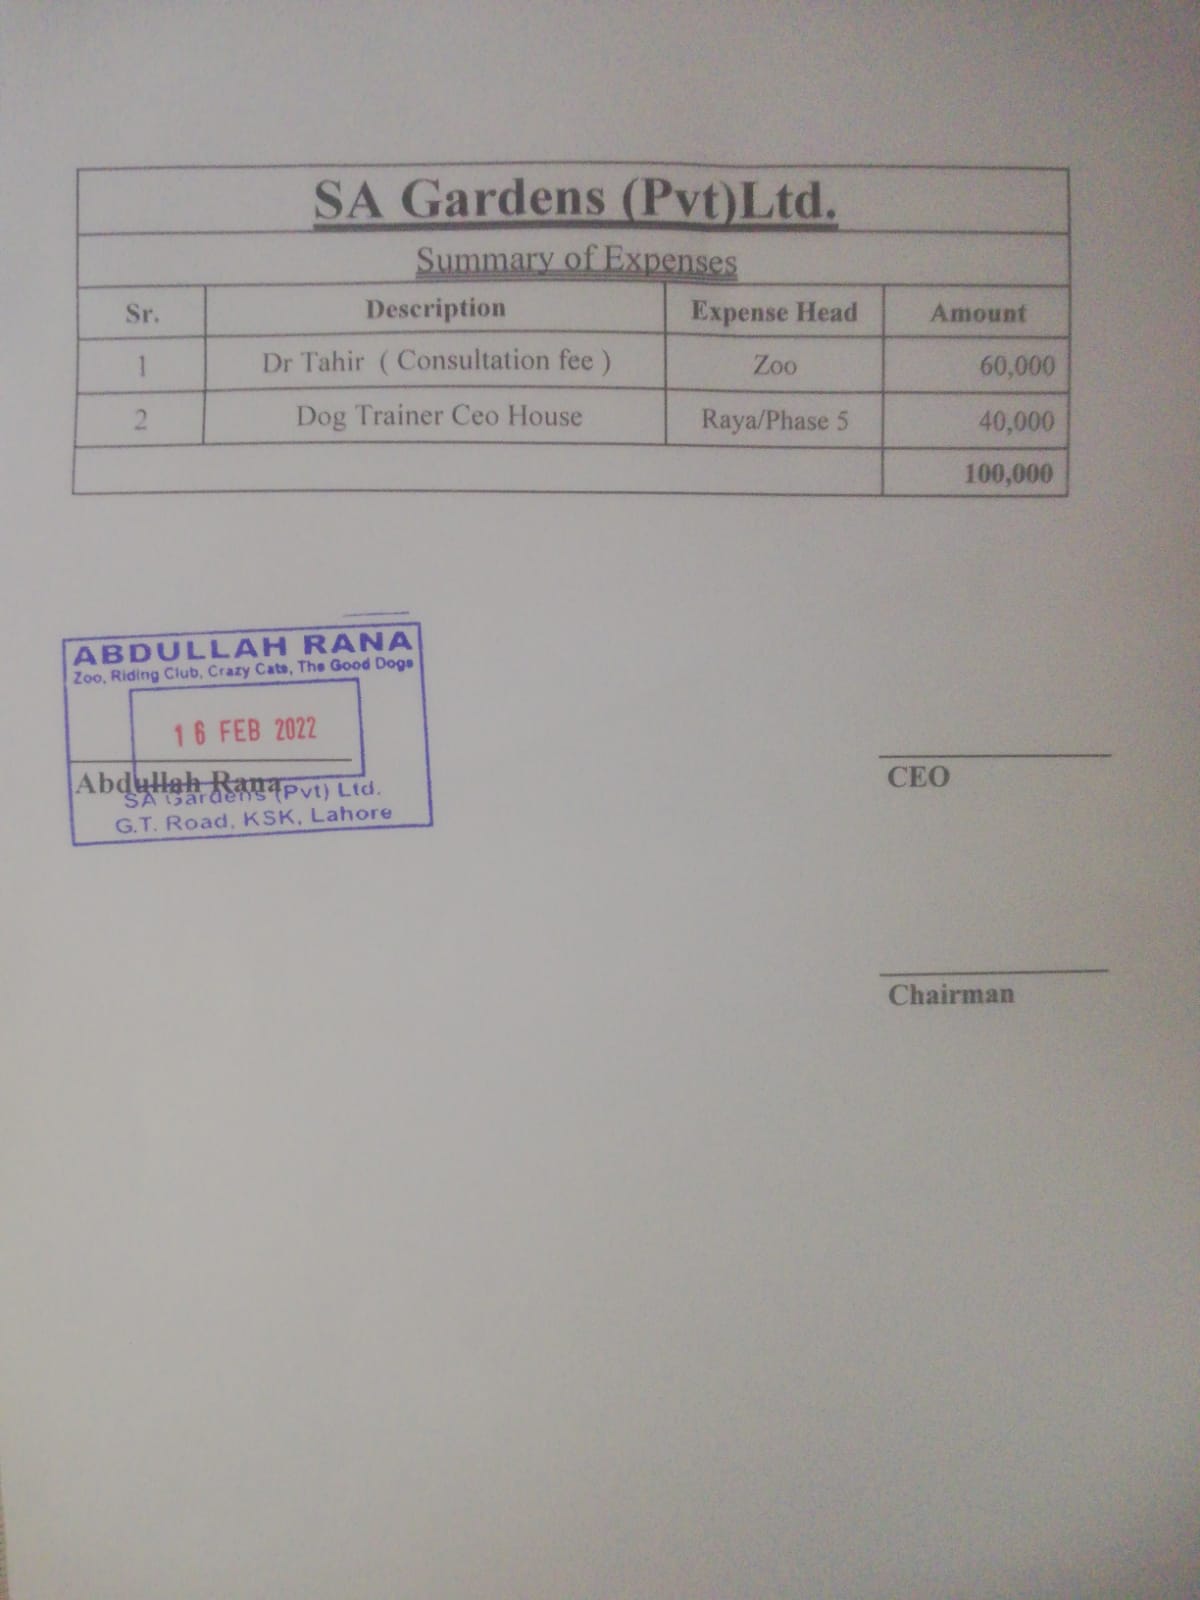 SA Gardens (Pvt)Ltd.
Summary of Expenses
Sr. Description Expense Head Amount
1 Dr Tahir ( Consultation fee ) Zoo 60,000
2 Dog Trainer Ceo House Raya/Phase 5 40,000
100,000
ABDULLAH RANA
Zoo, Riding Club, Crazy Cats, The Good Dogs
16 FEB 2022
Abdullah Rana
SA Gardens (Pvt) Ltd.
G.T. Road, KSK, Lahore
CEO
Chairman